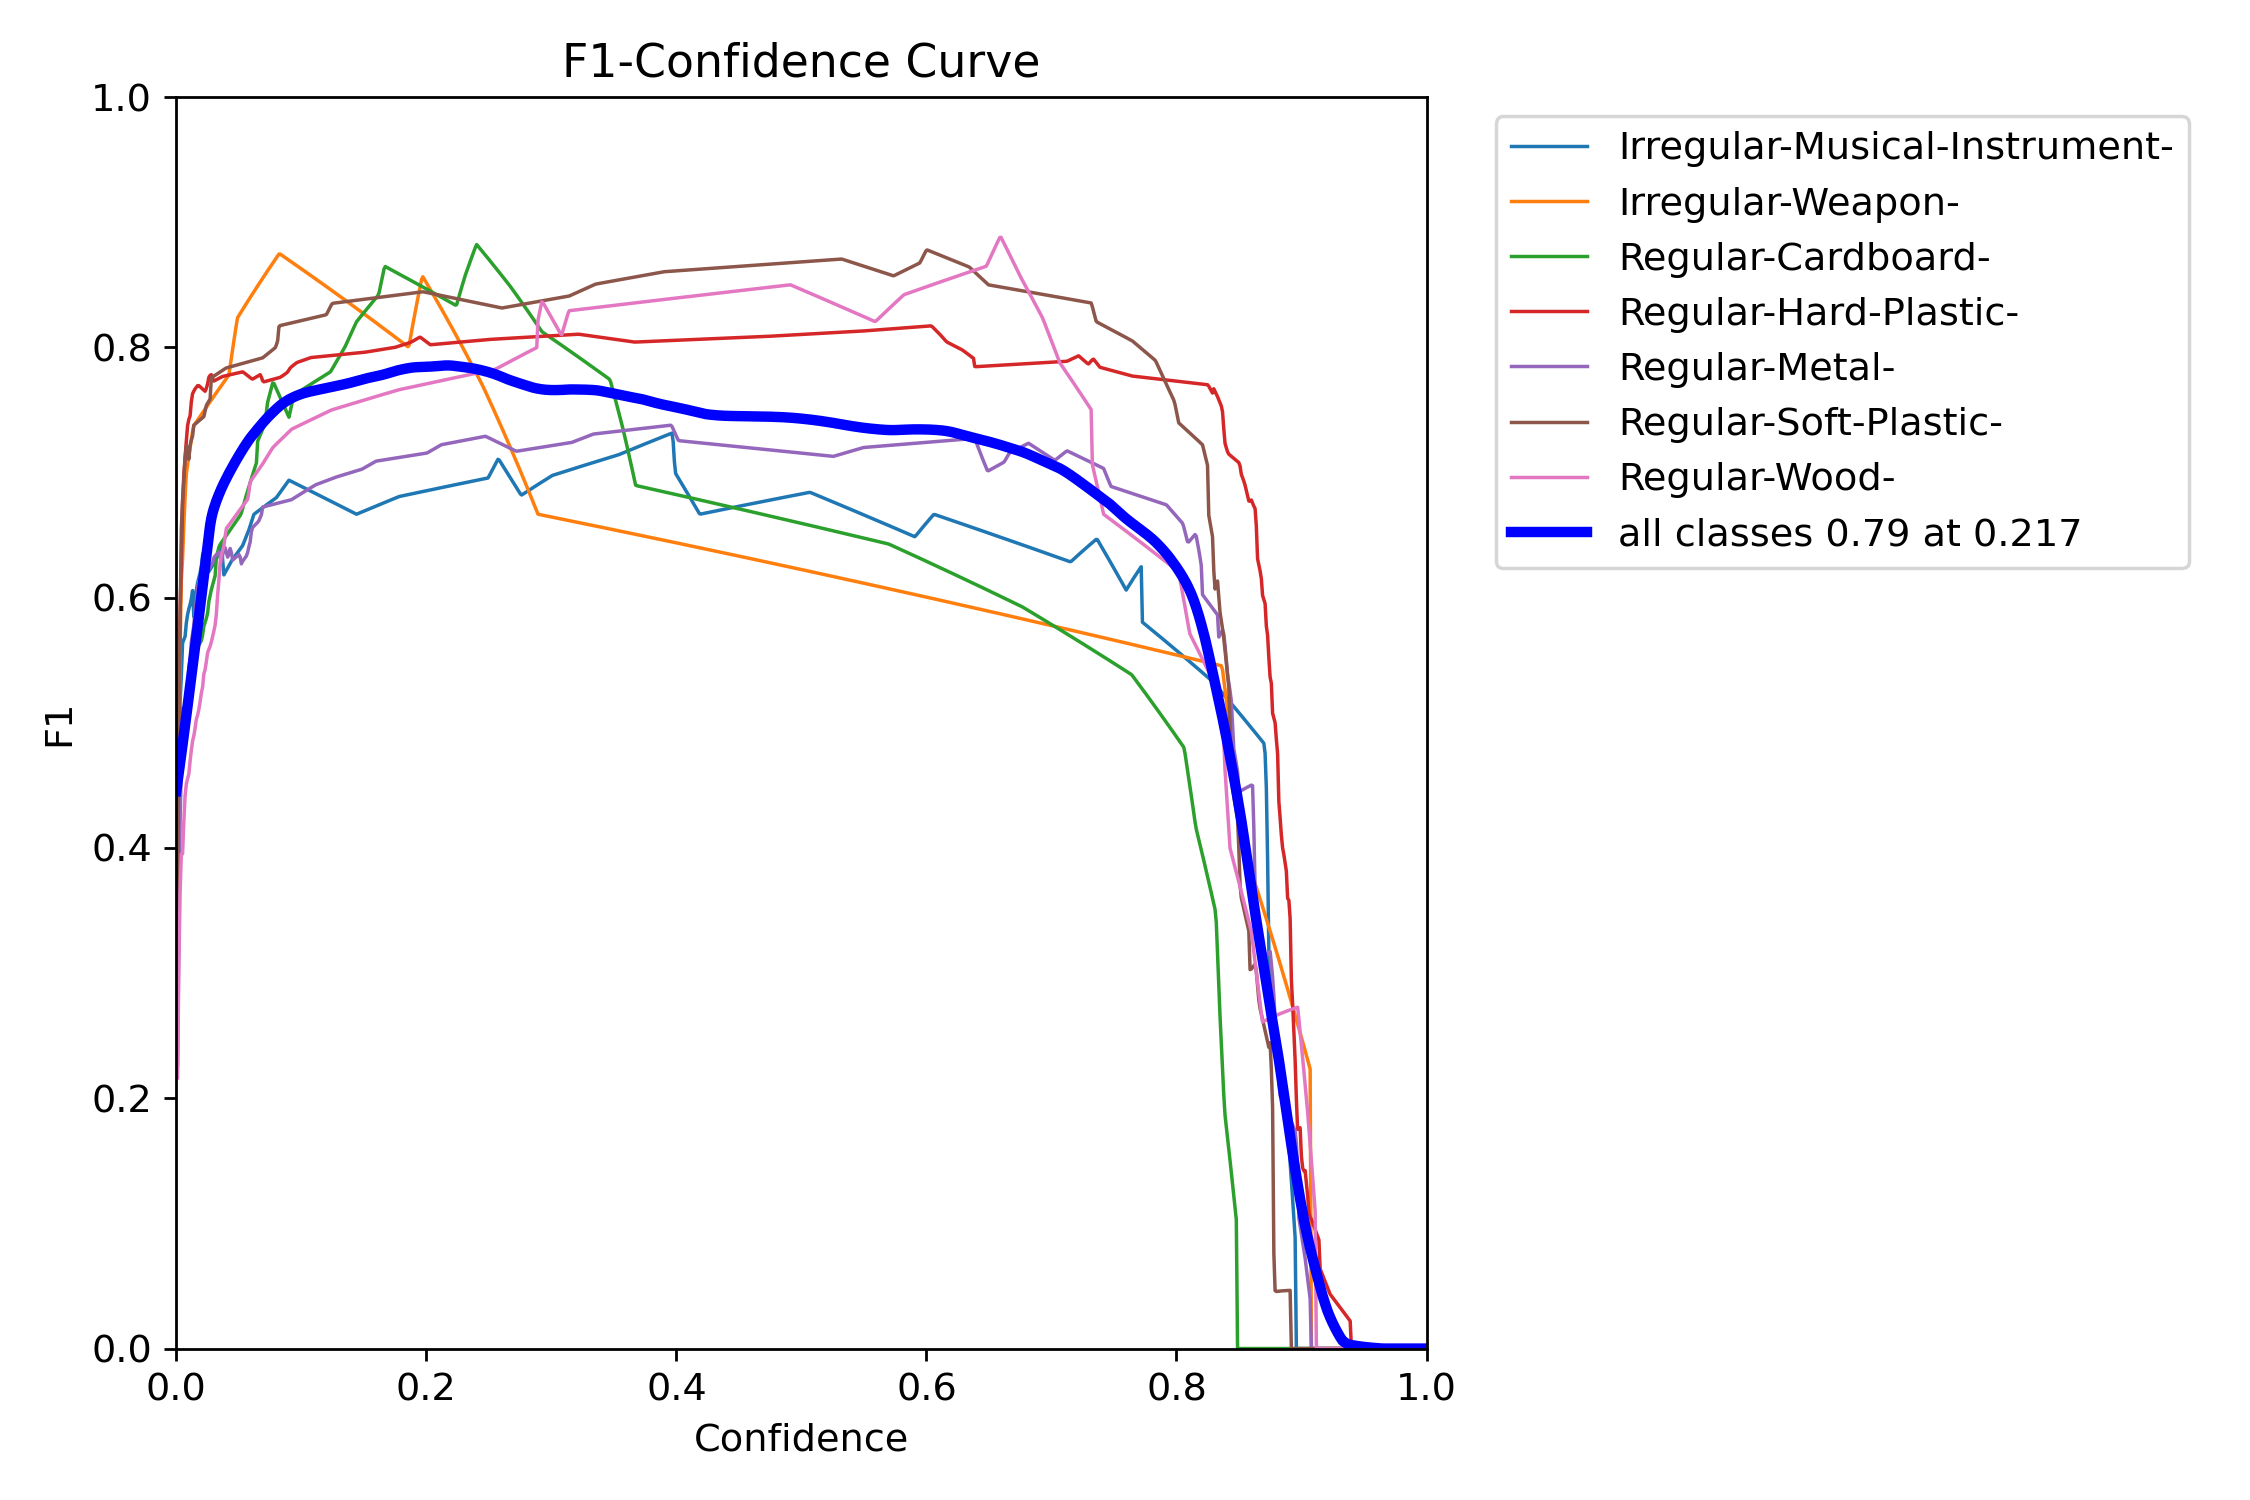 F1-Confidence Curve
1.0
0.8
0.6
0.4
0.2
0.0
F1
0.0 0.2 0.4 0.6 0.8 1.0
Confidence
Irregular-Musical-Instrument-
Irregular-Weapon-
Regular-Cardboard-
Regular-Hard-Plastic-
Regular-Metal-
Regular-Soft-Plastic-
Regular-Wood-
all classes 0.79 at 0.217